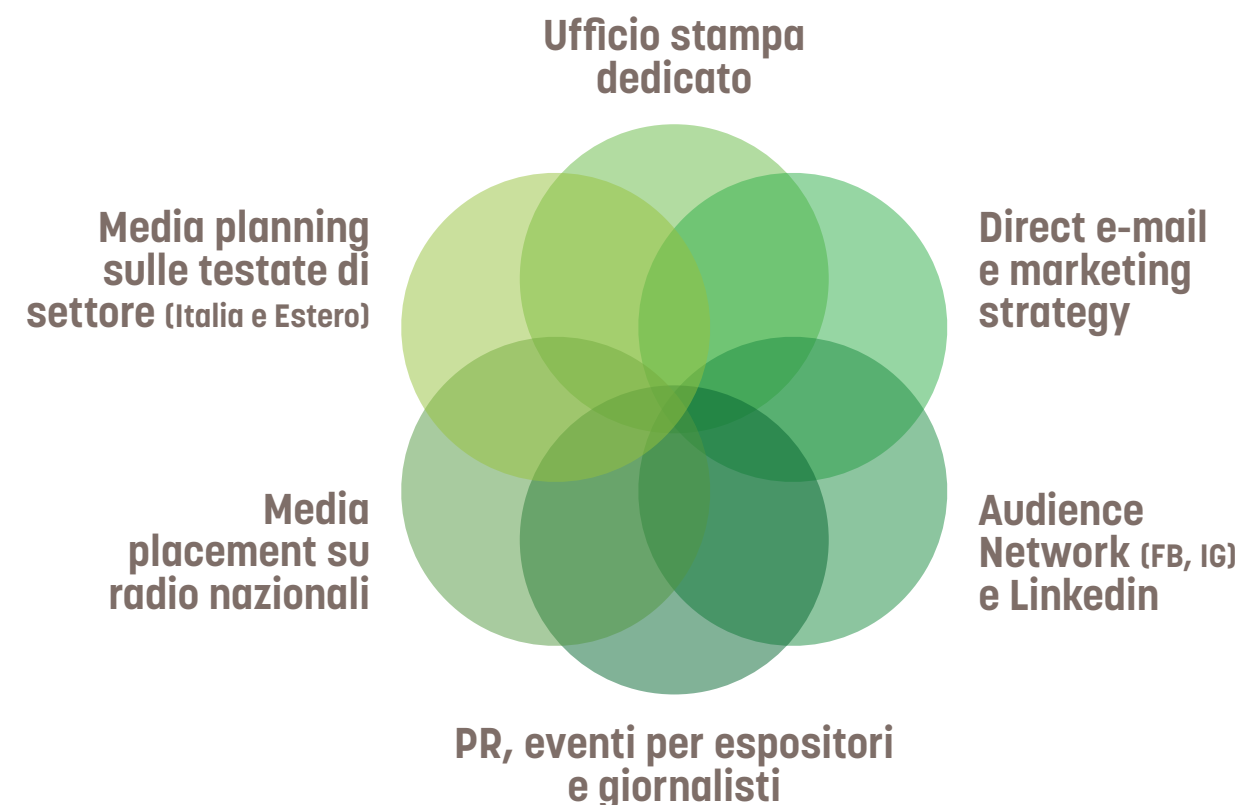 Ufficio stampa
dedicato
Media planning
sulle testate di
settore (Italia e Estero)
Direct e-mail
e marketing
strategy
Media
placement su
radio nazionali
Audience
Network (FB, IG)
e Linkedin
PR, eventi per espositori
e giornalisti